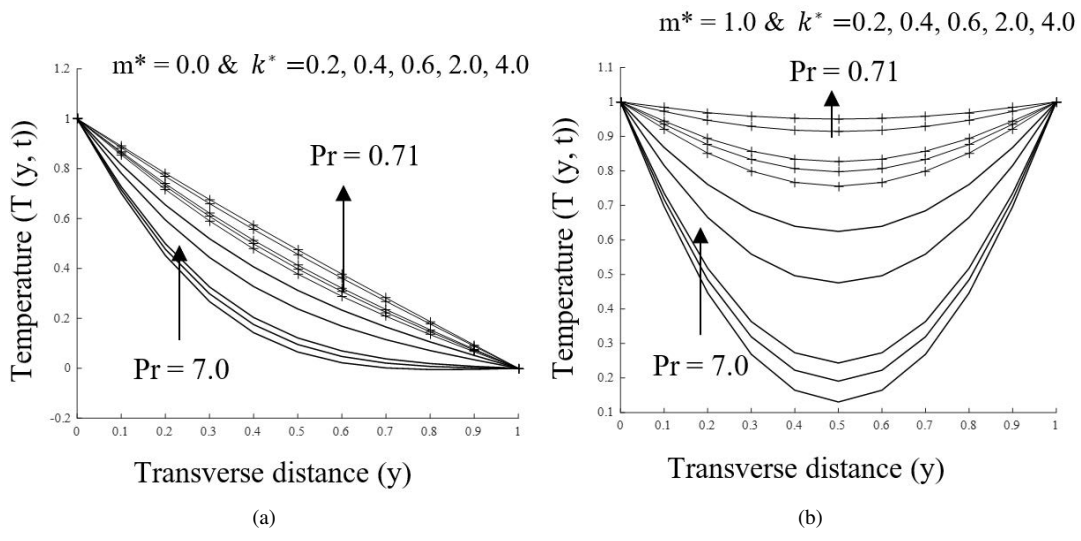 m* = 0.0 & k* =0.2, 0.4, 0.6, 2.0, 4.0
1.2
1
0.8
0.6
0.4
0.2
0
-0.2
Temperature (T (y, t))
Pr = 0.71
Pr = 7.0
0 0.1 0.2 0.3 0.4 0.5 0.6 0.7 0.8 0.9 1
Transverse distance (y)
(a)
m* = 1.0 & k* =0.2, 0.4, 0.6, 2.0, 4.0
1.1
1
0.9
0.8
0.7
0.6
0.5
0.4
0.3
0.2
0.1
Temperature (T (y, t))
Pr = 0.71
Pr = 7.0
0 0.1 0.2 0.3 0.4 0.5 0.6 0.7 0.8 0.9 1
Transverse distance (y)
(b)